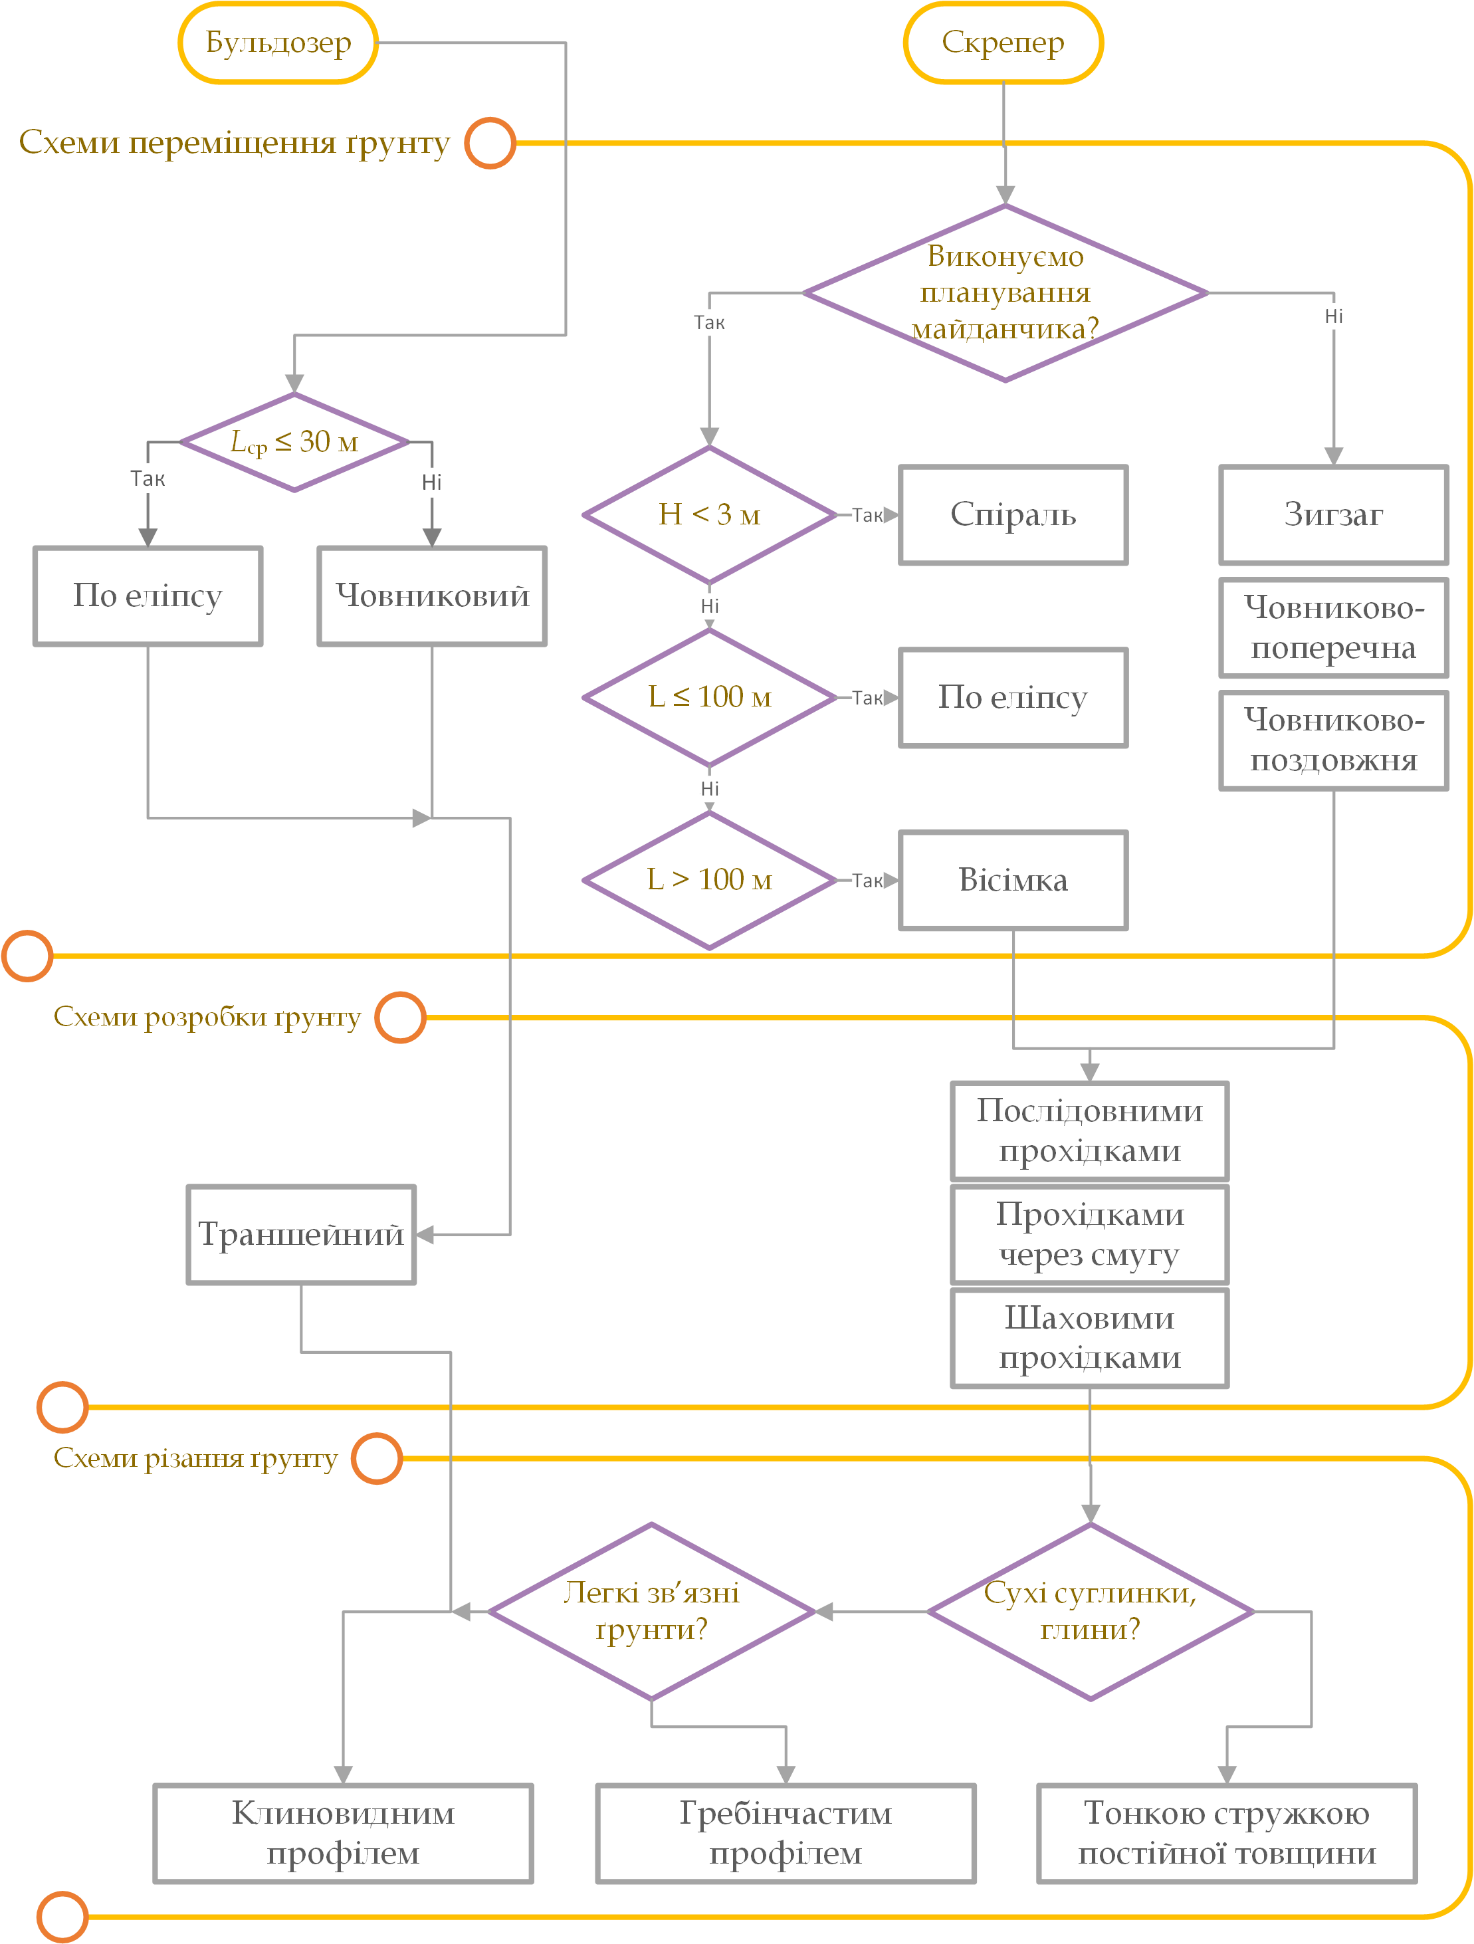 Бульдозер
Скрепер
Схеми переміщення ґрунту
Виконуємо
планування
майданчика?
Так
Ні
Lср ≤ 30 м
Так
Ні
H < 3 м
Так
Спіраль
Зигзаг
По еліпсу
Човниковий
Ні
Човниково-
поперечна
L ≤ 100 м
Так
По еліпсу
Човниково-
поздовжня
Ні
L > 100 м
Так
Вісімка
Схеми розробки ґрунту
Послідовними
прохідками
Траншейний
Прохідками
через смугу
Шаховими
прохідками
Схеми різання ґрунту
Легкі зв’язні
ґрунти?
Сухі суглинки,
глини?
Клиновидним
профілем
Гребінчастим
профілем
Тонкою стружкою
постійної товщини